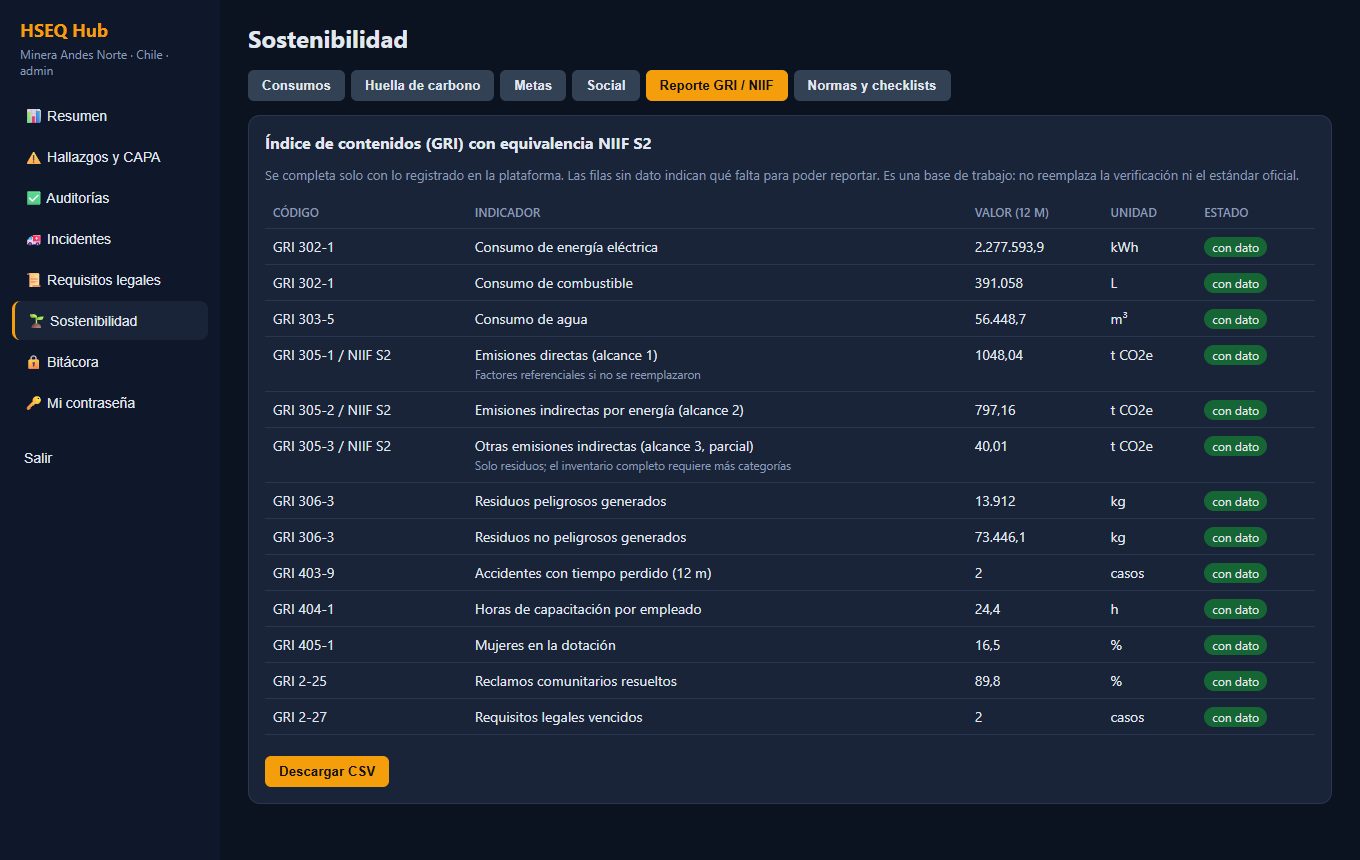 HSEQ Hub
Minera Andes Norte · Chile ·
admin
Resumen
Hallazgos y CAPA
Auditorías
Incidentes
Requisitos legales
Sostenibilidad
Bitácora
Mi contraseña
Salir
Sostenibilidad
Consumos Huella de carbono Metas Social Reporte GRI / NIIF Normas y checklists
Índice de contenidos (GRI) con equivalencia NIIF S2
Se completa solo con lo registrado en la plataforma. Las filas sin dato indican qué falta para poder reportar. Es una base de trabajo: no reemplaza la verificación ni el estándar oficial.
CÓDIGO INDICADOR VALOR (12 M) UNIDAD ESTADO
GRI 302-1 Consumo de energía eléctrica 2.277.593,9 kWh con dato
GRI 302-1 Consumo de combustible 391.058 L con dato
GRI 303-5 Consumo de agua 56.448,7 m³ con dato
GRI 305-1 / NIIF S2 Emisiones directas (alcance 1) 1048,04 t CO2e con dato
Factores referenciales si no se reemplazaron
GRI 305-2 / NIIF S2 Emisiones indirectas por energía (alcance 2) 797,16 t CO2e con dato
GRI 305-3 / NIIF S2 Otras emisiones indirectas (alcance 3, parcial) 40,01 t CO2e con dato
Solo residuos; el inventario completo requiere más categorías
GRI 306-3 Residuos peligrosos generados 13.912 kg con dato
GRI 306-3 Residuos no peligrosos generados 73.446,1 kg con dato
GRI 403-9 Accidentes con tiempo perdido (12 m) 2 casos con dato
GRI 404-1 Horas de capacitación por empleado 24,4 h con dato
GRI 405-1 Mujeres en la dotación 16,5 % con dato
GRI 2-25 Reclamos comunitarios resueltos 89,8 % con dato
GRI 2-27 Requisitos legales vencidos 2 casos con dato
Descargar CSV